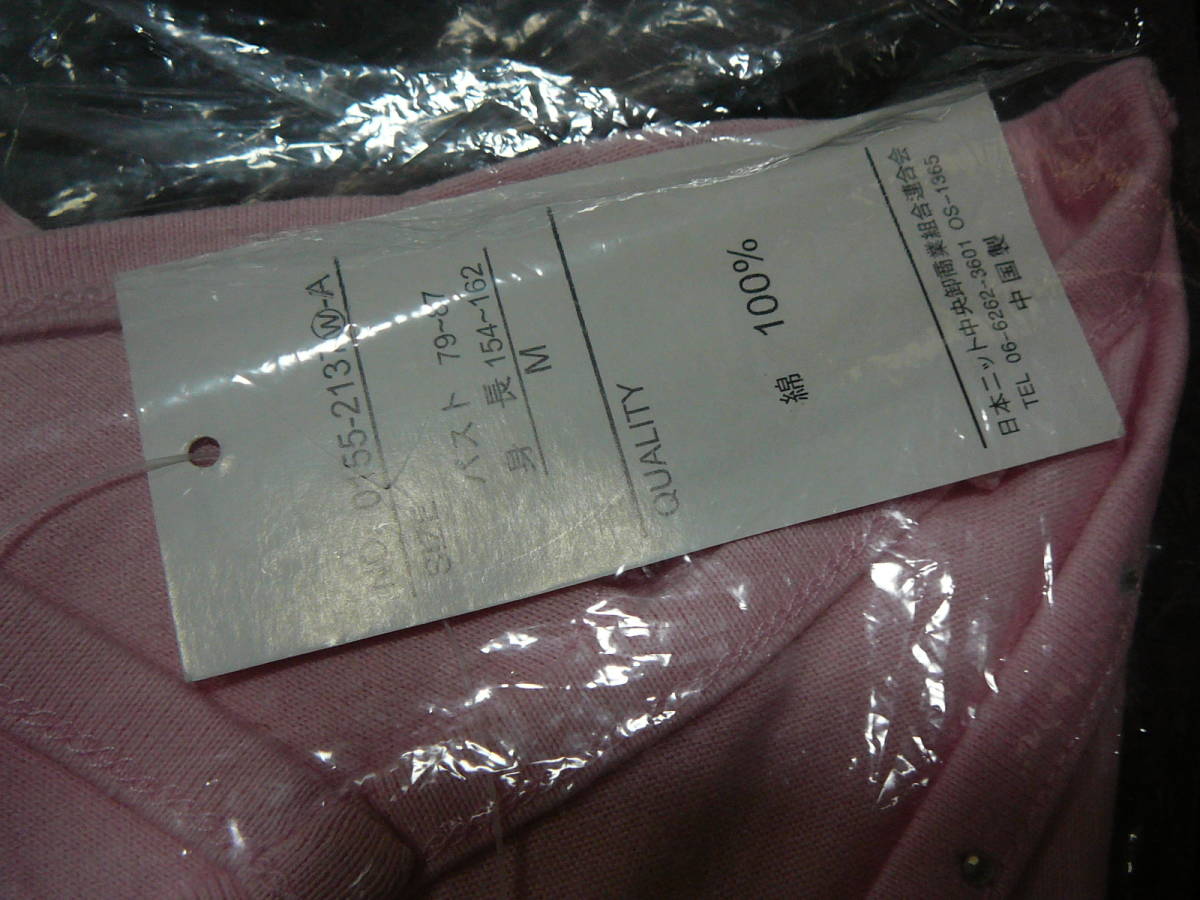 NO. 0455-2137Ⓦ-A
SIZE バスト 79~87
身 長 154~162
M
QUALITY
綿 100%
日本ニット中央卸商業組合連合会
TEL 06-6262-3601 OS-1365
中国製